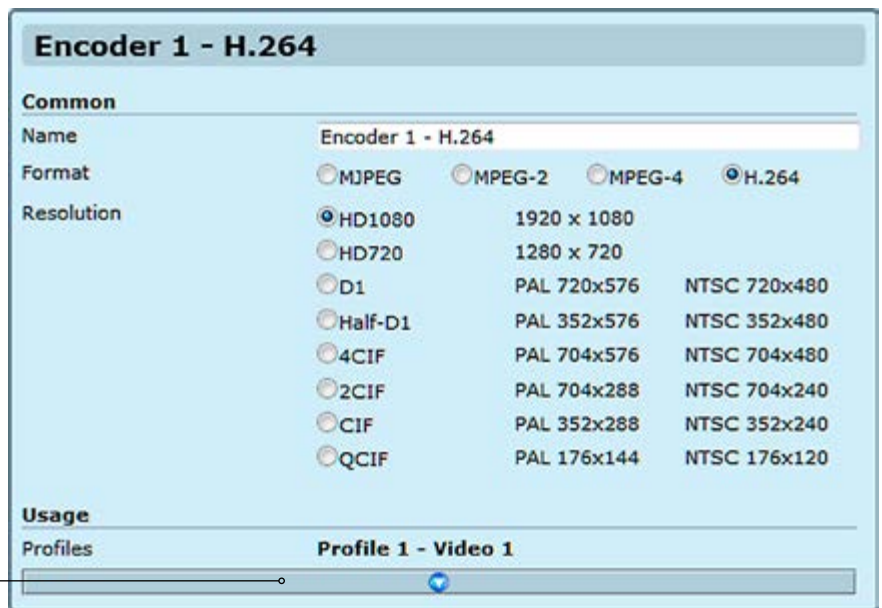 Encoder 1 - H.264
Common
Name Encoder 1 - H.264
Format MJPEG MPEG-2 MPEG-4 H.264
Resolution HD1080 1920 x 1080
HD720 1280 x 720
D1 PAL 720x576 NTSC 720x480
Half-D1 PAL 352x576 NTSC 352x480
4CIF PAL 704x576 NTSC 704x480
2CIF PAL 704x288 NTSC 704x240
CIF PAL 352x288 NTSC 352x240
QCIF PAL 176x144 NTSC 176x120
Usage
Profiles Profile 1 - Video 1